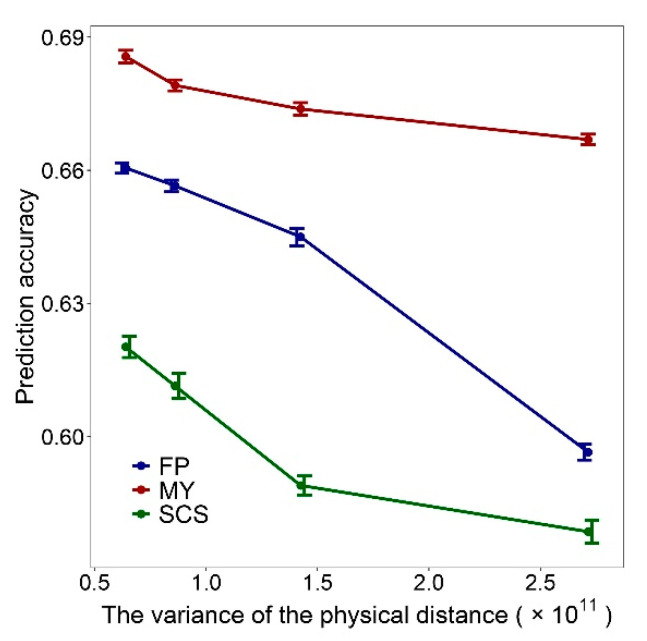 0.69
0.66
0.63
0.60
Prediction accuracy
FP
MY
SCS
0.5 1.0 1.5 2.0 2.5
The variance of the physical distance ( × 10¹¹ )